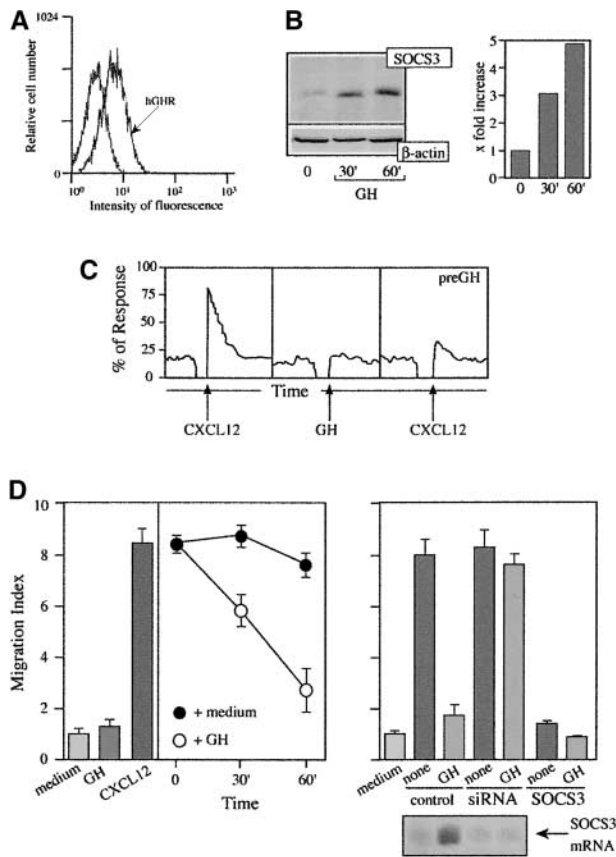 A
1024
Relative cell number
hGHR
0
10⁰ 10¹ 10² 10³
Intensity of fluorescence
B
SOCS3
β-actin
0 30' 60'
GH
x fold increase
5
4
3
2
1
0
0 30' 60'
C
% of Response
100
75
50
25
0
preGH
Time
CXCL12 GH CXCL12
D
Migration Index
10
8
6
4
2
0
medium GH CXCL12
+ medium
+ GH
0 30' 60'
Time
medium none GH none GH none GH
control siRNA SOCS3
SOCS3
mRNA